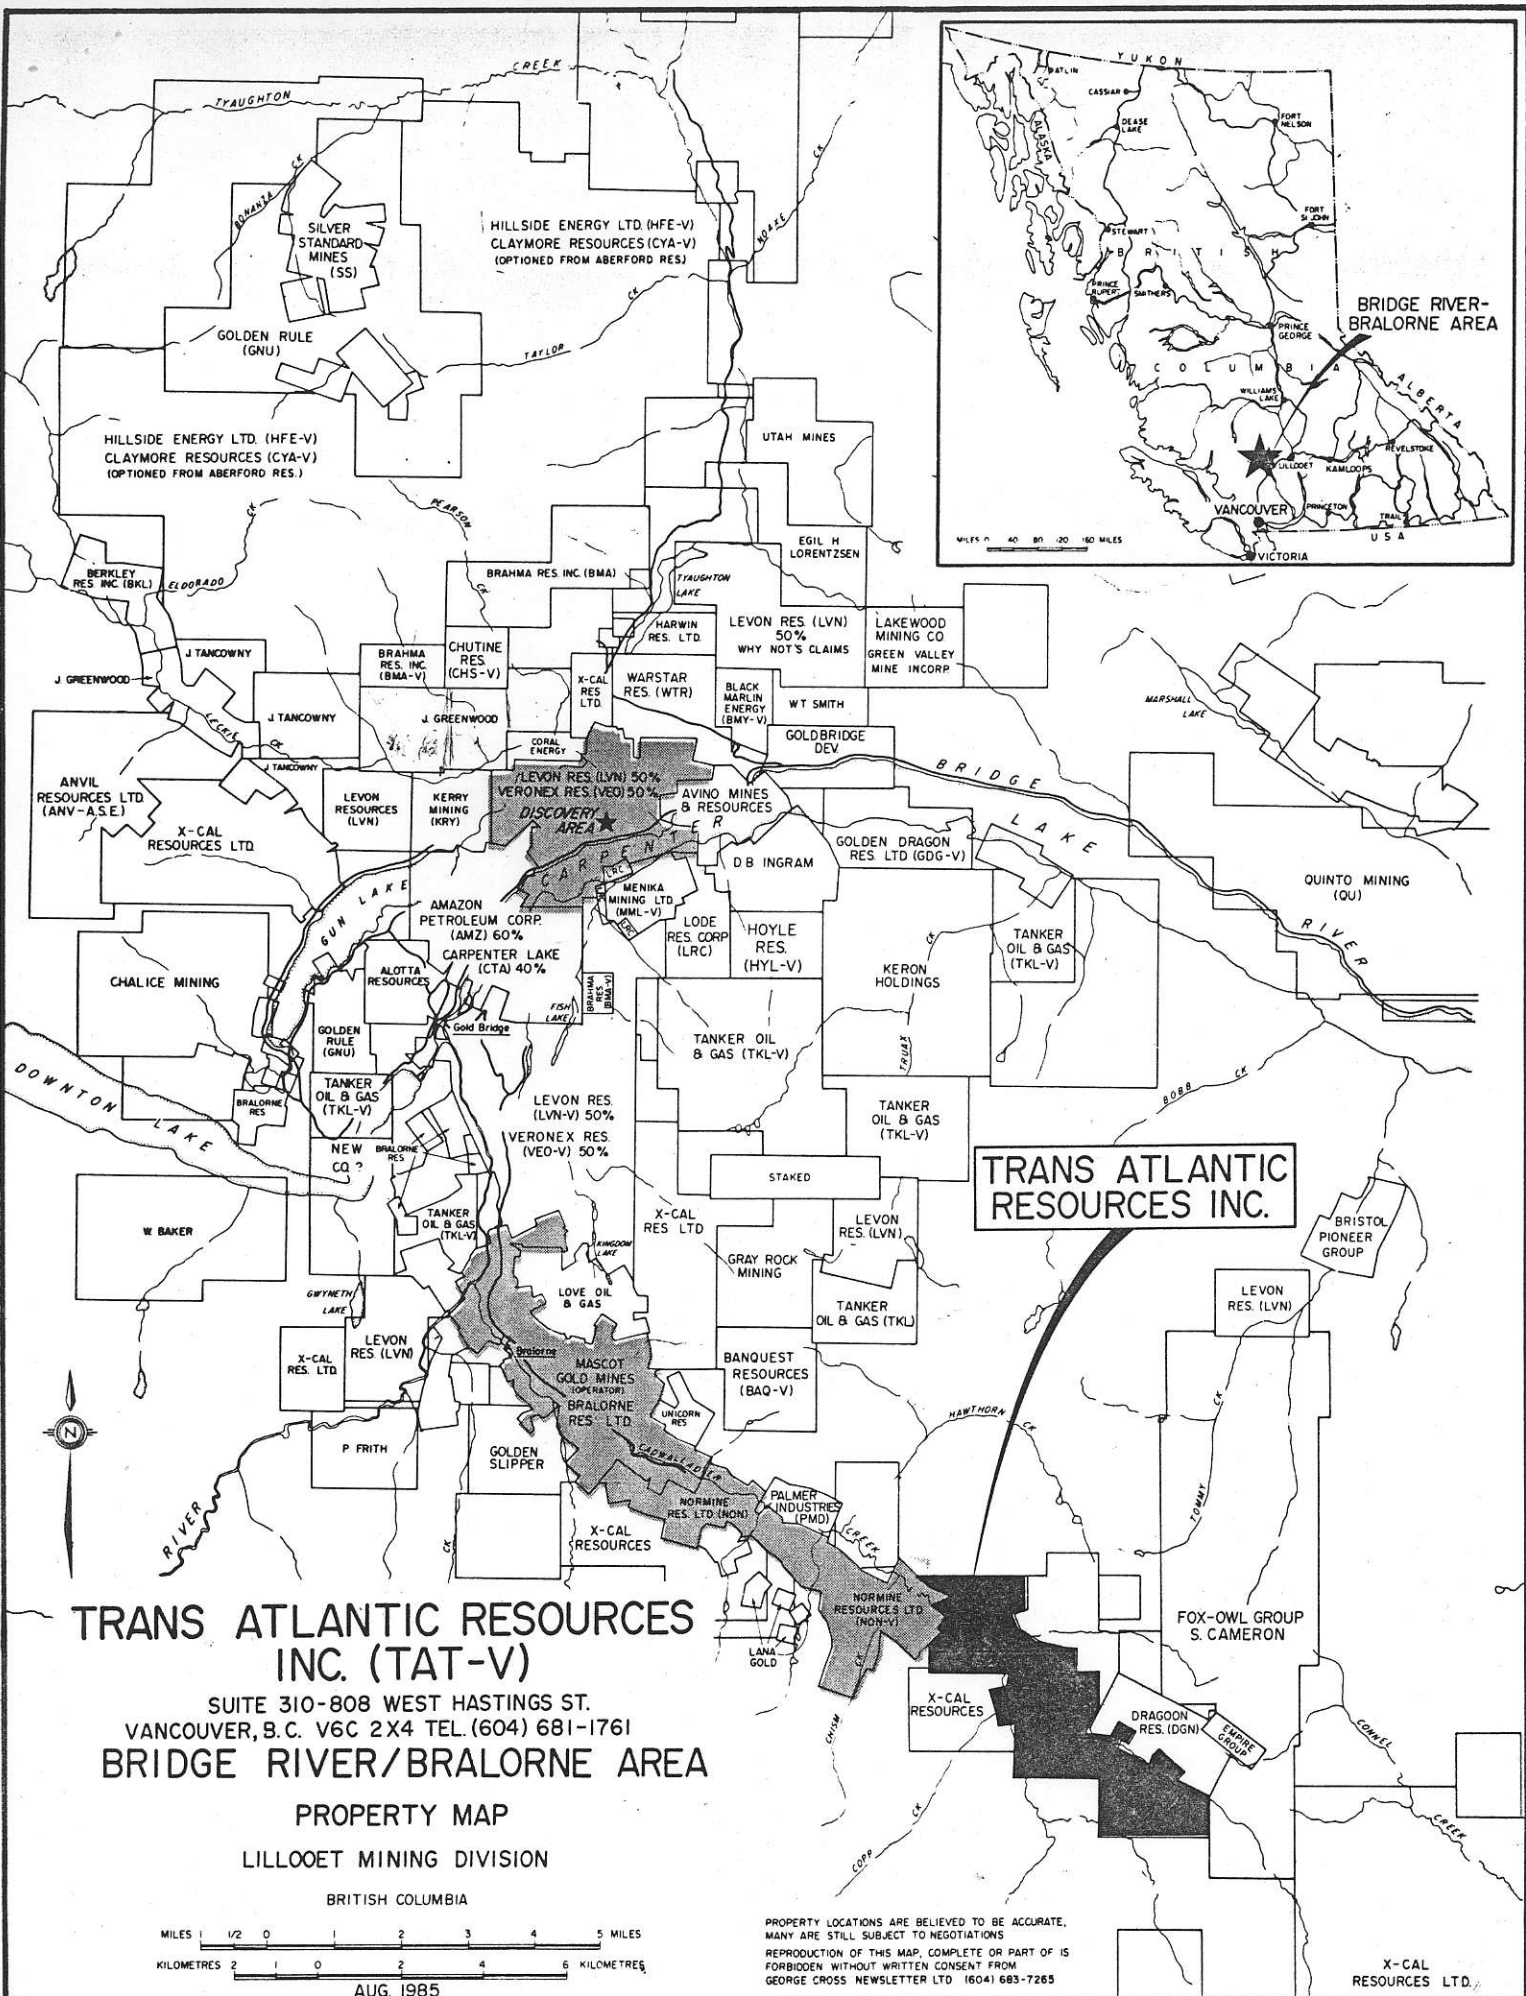 TYAUGHTON
CREEK
BONANZA
CK
SILVER
STANDARD
MINES
(SS)
HILLSIDE ENERGY LTD. (HFE-V)
CLAYMORE RESOURCES (CYA-V)
(OPTIONED FROM ABERFORD RES.)
NOAXE
CK
GOLDEN RULE
(GNU)
TAYLOR
CK
HILLSIDE ENERGY LTD. (HFE-V)
CLAYMORE RESOURCES (CYA-V)
(OPTIONED FROM ABERFORD RES.)
YUKON
ATLIN
CASSIAR
DEASE
LAKE
FORT
NELSON
ALASKA
FORT
ST JOHN
STEWART
BRITISH
PRINCE
RUPERT
SMITHERS
PRINCE
GEORGE
BRIDGE RIVER-
BRALORNE AREA
COLUMBIA
WILLIAMS
LAKE
ALBERTA
LILLOOET
KAMLOOPS
REVELSTOKE
VANCOUVER
PRINCETON
TRAIL
USA
VICTORIA
MILES 0 40 80 120 160 MILES
UTAH MINES
PEARSON
CK
EGIL H
LORENTZSEN
BERKLEY
RES. INC. (BKL)
ELDORADO
CK
BRAHMA RES. INC. (BMA)
TYAUGHTON
LAKE
HARWIN
RES. LTD.
LEVON RES. (LVN)
50%
WHY NOT'S CLAIMS
LAKEWOOD
MINING CO
GREEN VALLEY
MINE INCORP
J. TANCOWNY
J. GREENWOOD
BRAHMA
RES. INC.
(BMA-V)
CHUTINE
RES.
(CHS-V)
X-CAL
RES
LTD.
WARSTAR
RES. (WTR)
BLACK
MARLIN
ENERGY
(BMY-V)
W.T. SMITH
MARSHALL
LAKE
J. TANCOWNY
J. GREENWOOD
LECKIE
CK
CORAL
ENERGY
GOLDBRIDGE
DEV.
J. TANCOWNY
ANVIL
RESOURCES LTD.
(ANV-A.S.E.)
LEVON
RESOURCES
(LVN)
KERRY
MINING
(KRY)
LEVON RES. (LVN) 50%
VERONEX RES. (VEO) 50%
DISCOVERY
AREA
AVINO MINES
& RESOURCES
BRIDGE
X-CAL
RESOURCES LTD.
CARPENTER
LAKE
D.B. INGRAM
GOLDEN DRAGON
RES. LTD (GDG-V)
QUINTO MINING
(QU)
RIVER
GUN LAKE
AMAZON
PETROLEUM CORP.
(AMZ) 60%
CARPENTER LAKE
(CTA) 40%
LRC
MENIKA
MINING LTD
(MML-V)
LRC
LODE
RES. CORP
(LRC)
HOYLE
RES.
(HYL-V)
TANKER
OIL & GAS
(TKL-V)
CHALICE MINING
ALOTTA
RESOURCES
KERON
HOLDINGS
CK
BRAHMA
RES
(BMA-V)
FISH
LAKE
Gold Bridge
GOLDEN
RULE
(GNU)
TANKER OIL
& GAS (TKL-V)
TRUAX
DOWNTON
LAKE
BRALORNE
RES.
TANKER
OIL & GAS
(TKL-V)
LEVON RES.
(LVN-V) 50%
VERONEX RES.
(VEO-V) 50%
TANKER
OIL & GAS
(TKL-V)
BOBB
CK
NEW
CO. ?
BRALORNE
RES
STAKED
TRANS ATLANTIC
RESOURCES INC.
W. BAKER
TANKER
OIL & GAS
(TKL-V)
X-CAL
RES LTD
LEVON
RES. (LVN)
BRISTOL
PIONEER
GROUP
KINGDOM
LAKE
GRAY ROCK
MINING
GWYNETH
LAKE
LOVE OIL
& GAS
TANKER
OIL & GAS (TKL)
LEVON
RES. (LVN)
X-CAL
RES. LTD.
LEVON
RES. (LVN)
Bralorne
MASCOT
GOLD MINES
(OPERATOR)
BRALORNE
RES. LTD.
BANQUEST
RESOURCES
(BAQ-V)
UNICORN
RES
HAWTHORN
CK
CK
N
P. FRITH
GOLDEN
SLIPPER
CADWALLADER
TOMMY
RIVER
CK
NORMINE
RES. LTD. (NON)
PALMER
INDUSTRIES
(PMD)
CREEK
X-CAL
RESOURCES
NORMINE
RESOURCES LTD
(NON-V)
FOX-OWL GROUP
S. CAMERON
LANA
GOLD
CK
CHISM
X-CAL
RESOURCES
DRAGOON
RES. (DGN)
EMPIRE
GROUP
CONNEL
CREEK
COPP
CK
TRANS ATLANTIC RESOURCES
INC. (TAT-V)
SUITE 310-808 WEST HASTINGS ST.
VANCOUVER, B.C. V6C 2X4 TEL. (604) 681-1761
BRIDGE RIVER/BRALORNE AREA
PROPERTY MAP
LILLOOET MINING DIVISION
BRITISH COLUMBIA
MILES 1 1/2 0 1 2 3 4 5 MILES
KILOMETRES 2 1 0 2 4 6 KILOMETRES
AUG. 1985
PROPERTY LOCATIONS ARE BELIEVED TO BE ACCURATE,
MANY ARE STILL SUBJECT TO NEGOTIATIONS
REPRODUCTION OF THIS MAP, COMPLETE OR PART OF IS
FORBIDDEN WITHOUT WRITTEN CONSENT FROM
GEORGE CROSS NEWSLETTER LTD (604) 683-7265
X-CAL
RESOURCES LTD.